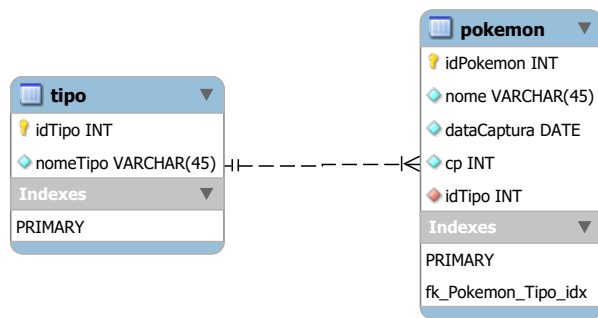 tipo
idTipo INT
nomeTipo VARCHAR(45)
Indexes
PRIMARY
pokemon
idPokemon INT
nome VARCHAR(45)
dataCaptura DATE
cp INT
idTipo INT
Indexes
PRIMARY
fk_Pokemon_Tipo_idx